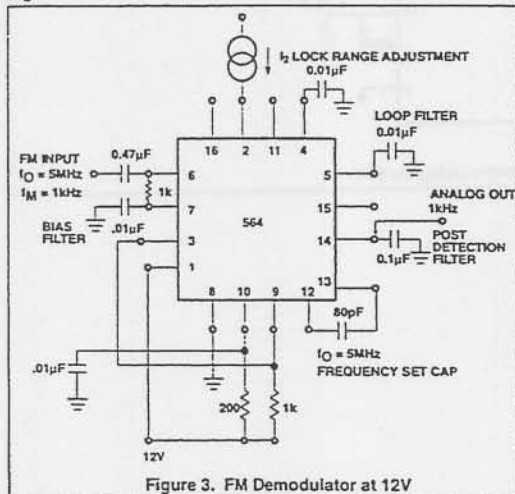 I₂ LOCK RANGE ADJUSTMENT
0.01µF
LOOP FILTER
0.01µF
16 2 11 4
FM INPUT
fO = 5MHz
fM = 1kHz
0.47µF
6
1k
7
.01µF
BIAS
FILTER
3
1
564
5
15
14
13
ANALOG OUT
1kHz
POST
DETECTION
FILTER
0.1µF
8 10 9 12
80pF
fO = 5MHz
FREQUENCY SET CAP
.01µF
200
1k
12V
Figure 3. FM Demodulator at 12V